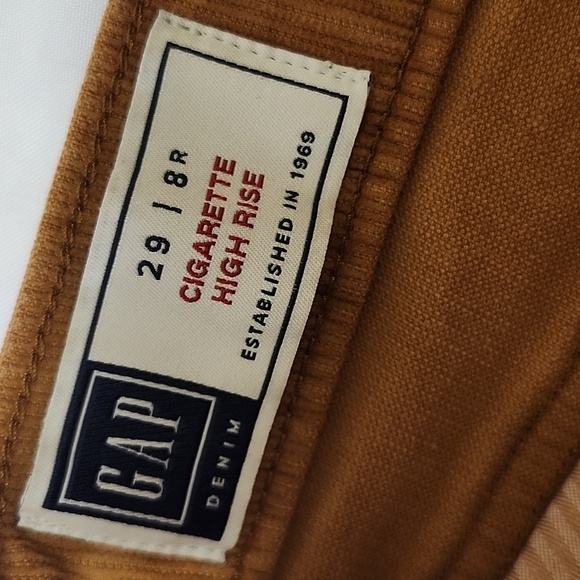 GAP
DENIM
29 | 8R
CIGARETTE
HIGH RISE
ESTABLISHED IN 1969